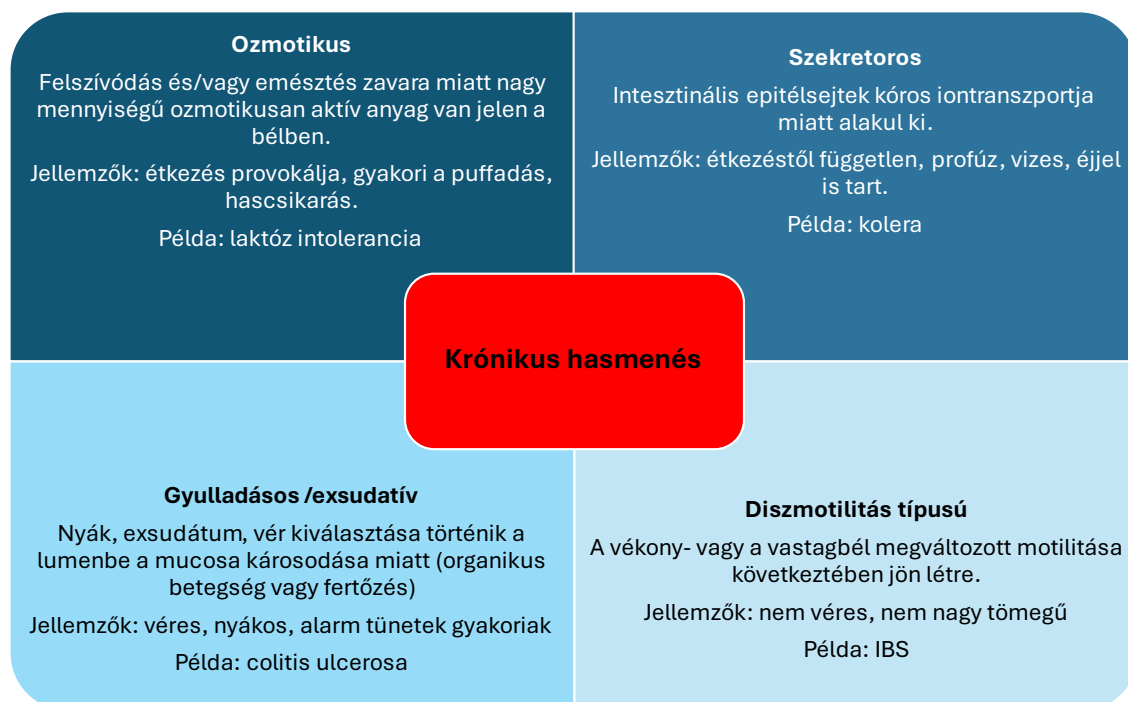 Ozmotikus
Felszívódás és/vagy emésztés zavara miatt nagy
mennyiségű ozmotikusan aktív anyag van jelen a
bélben.
Jellemzők: étkezés provokálja, gyakori a puffadás,
hascsikarás.
Példa: laktóz intolerancia
Szekretoros
Intesztinális epitélsejtek kóros iontranszportja
miatt alakul ki.
Jellemzők: étkezéstől független, profúz, vizes, éjjel
is tart.
Példa: kolera
Krónikus hasmenés
Gyulladásos /exsudatív
Nyák, exsudátum, vér kiválasztása történik a
lumenbe a mucosa károsodása miatt (organikus
betegség vagy fertőzés)
Jellemzők: véres, nyákos, alarm tünetek gyakoriak
Példa: colitis ulcerosa
Diszmotilitás típusú
A vékony- vagy a vastagbél megváltozott motilitása
következtében jön létre.
Jellemzők: nem véres, nem nagy tömegű
Példa: IBS